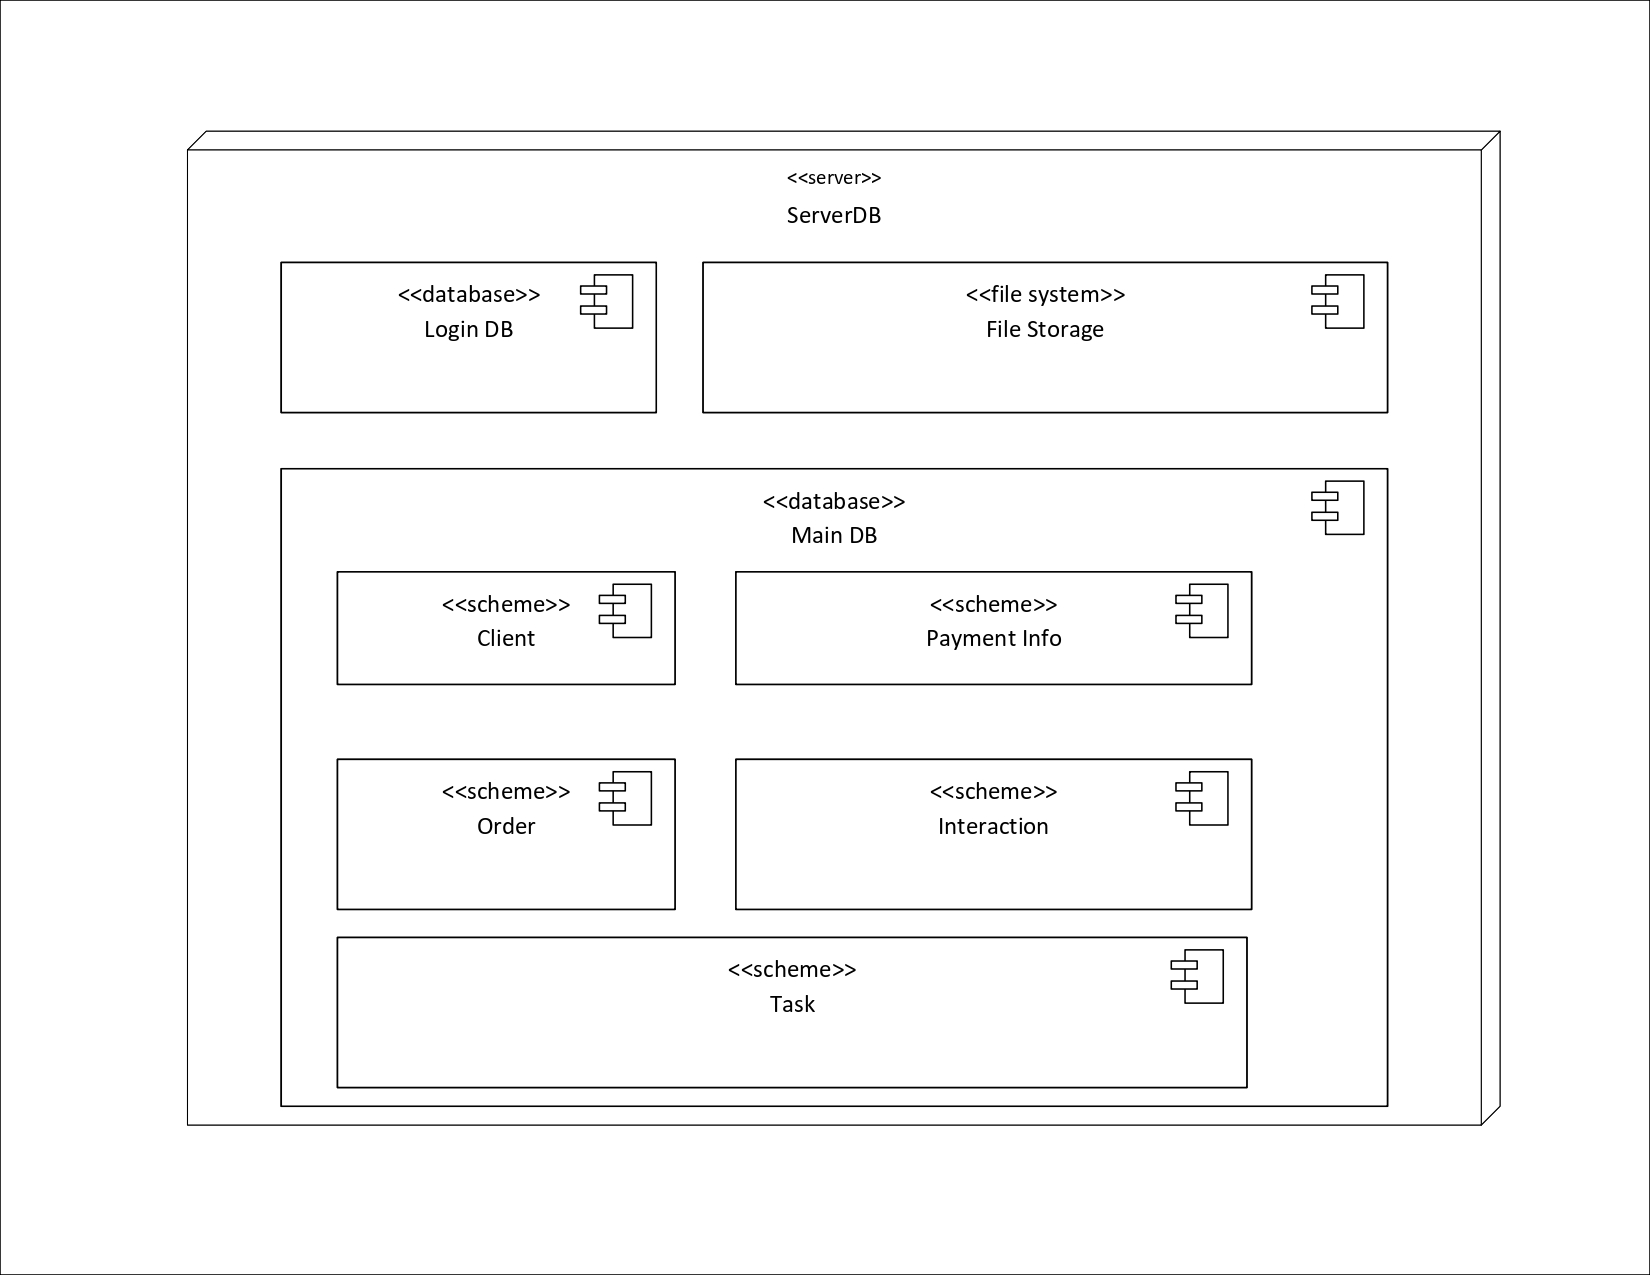 <<server>>
ServerDB
<<database>>
Login DB
<<file system>>
File Storage
<<database>>
Main DB
<<scheme>>
Client
<<scheme>>
Payment Info
<<scheme>>
Order
<<scheme>>
Interaction
<<scheme>>
Task